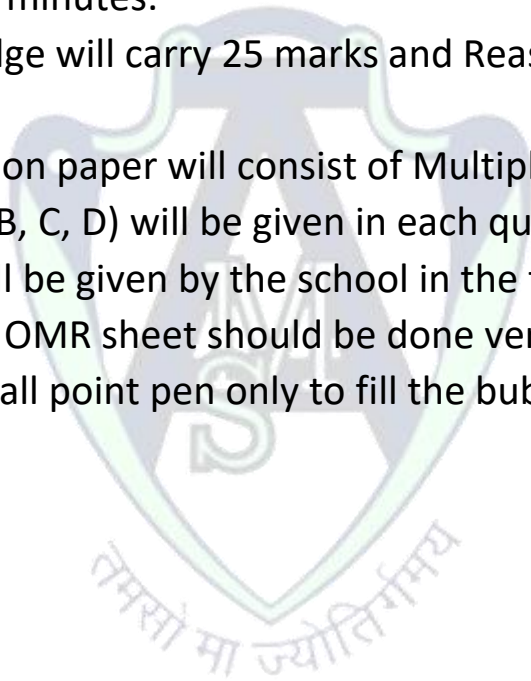 minutes.
dge will carry 25 marks and Reas
on paper will consist of Multipl
B, C, D) will be given in each qu
l be given by the school in the
OMR sheet should be done ver
all point pen only to fill the bub
A
M
S
तमसो मा ज्योतिर्गमय